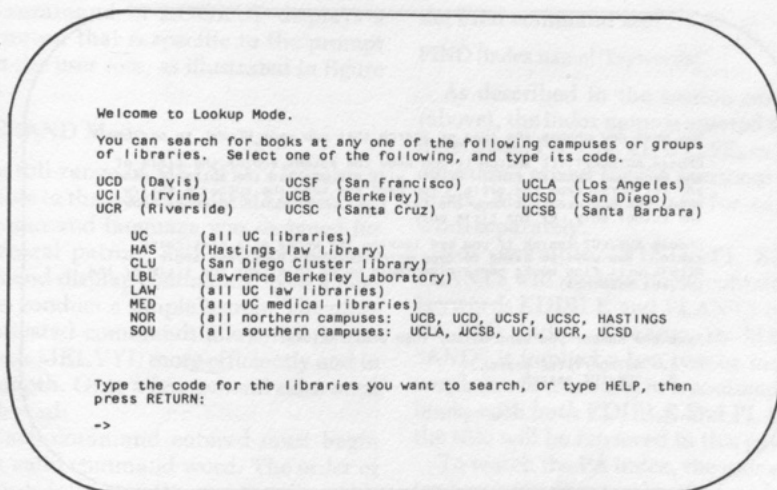 Welcome to Lookup Mode.
You can search for books at any one of the following campuses or groups
of libraries. Select one of the following, and type its code.
UCD (Davis) UCSF (San Francisco) UCLA (Los Angeles)
UCI (Irvine) UCB (Berkeley) UCSD (San Diego)
UCR (Riverside) UCSC (Santa Cruz) UCSB (Santa Barbara)
UC (all UC libraries)
HAS (Hastings law library)
CLU (San Diego Cluster library)
LBL (Lawrence Berkeley Laboratory)
LAW (all UC law libraries)
MED (all UC medical libraries)
NOR (all northern campuses: UCB, UCD, UCSF, UCSC, HASTINGS
SOU (all southern campuses: UCLA, UCSB, UCI, UCR, UCSD
Type the code for the libraries you want to search, or type HELP, then
press RETURN:
->